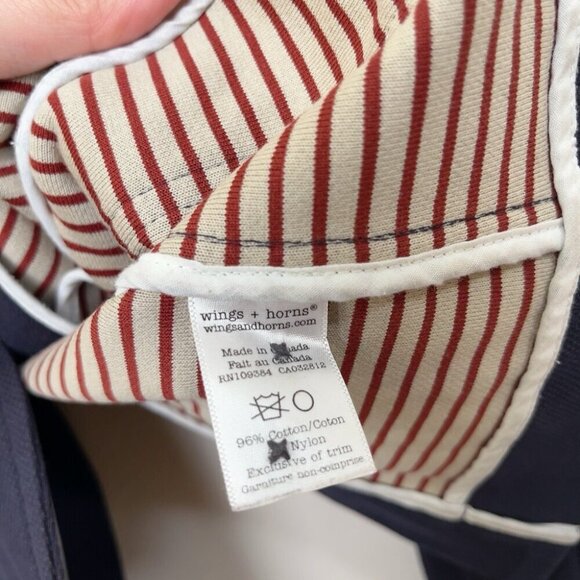 wings + horns®
wingsandhorns.com
Made in Canada
Fait au Canada
RN109384 CA032812
96% Cotton/Coton
Nylon
Exclusive of trim
Garniture non-comprise